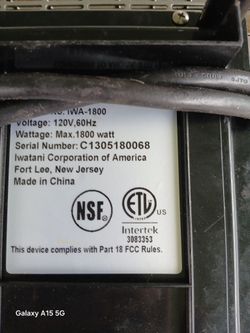 IWA-1800
Voltage: 120V,60Hz
Wattage: Max.1800 watt
Serial Number: C1305180068
Iwatani Corporation of America
Fort Lee, New Jersey
Made in China
NSF.
ETL
US
Intertek
3083353
This device complies with Part 18 FCC Rules.
Galaxy A15 5G